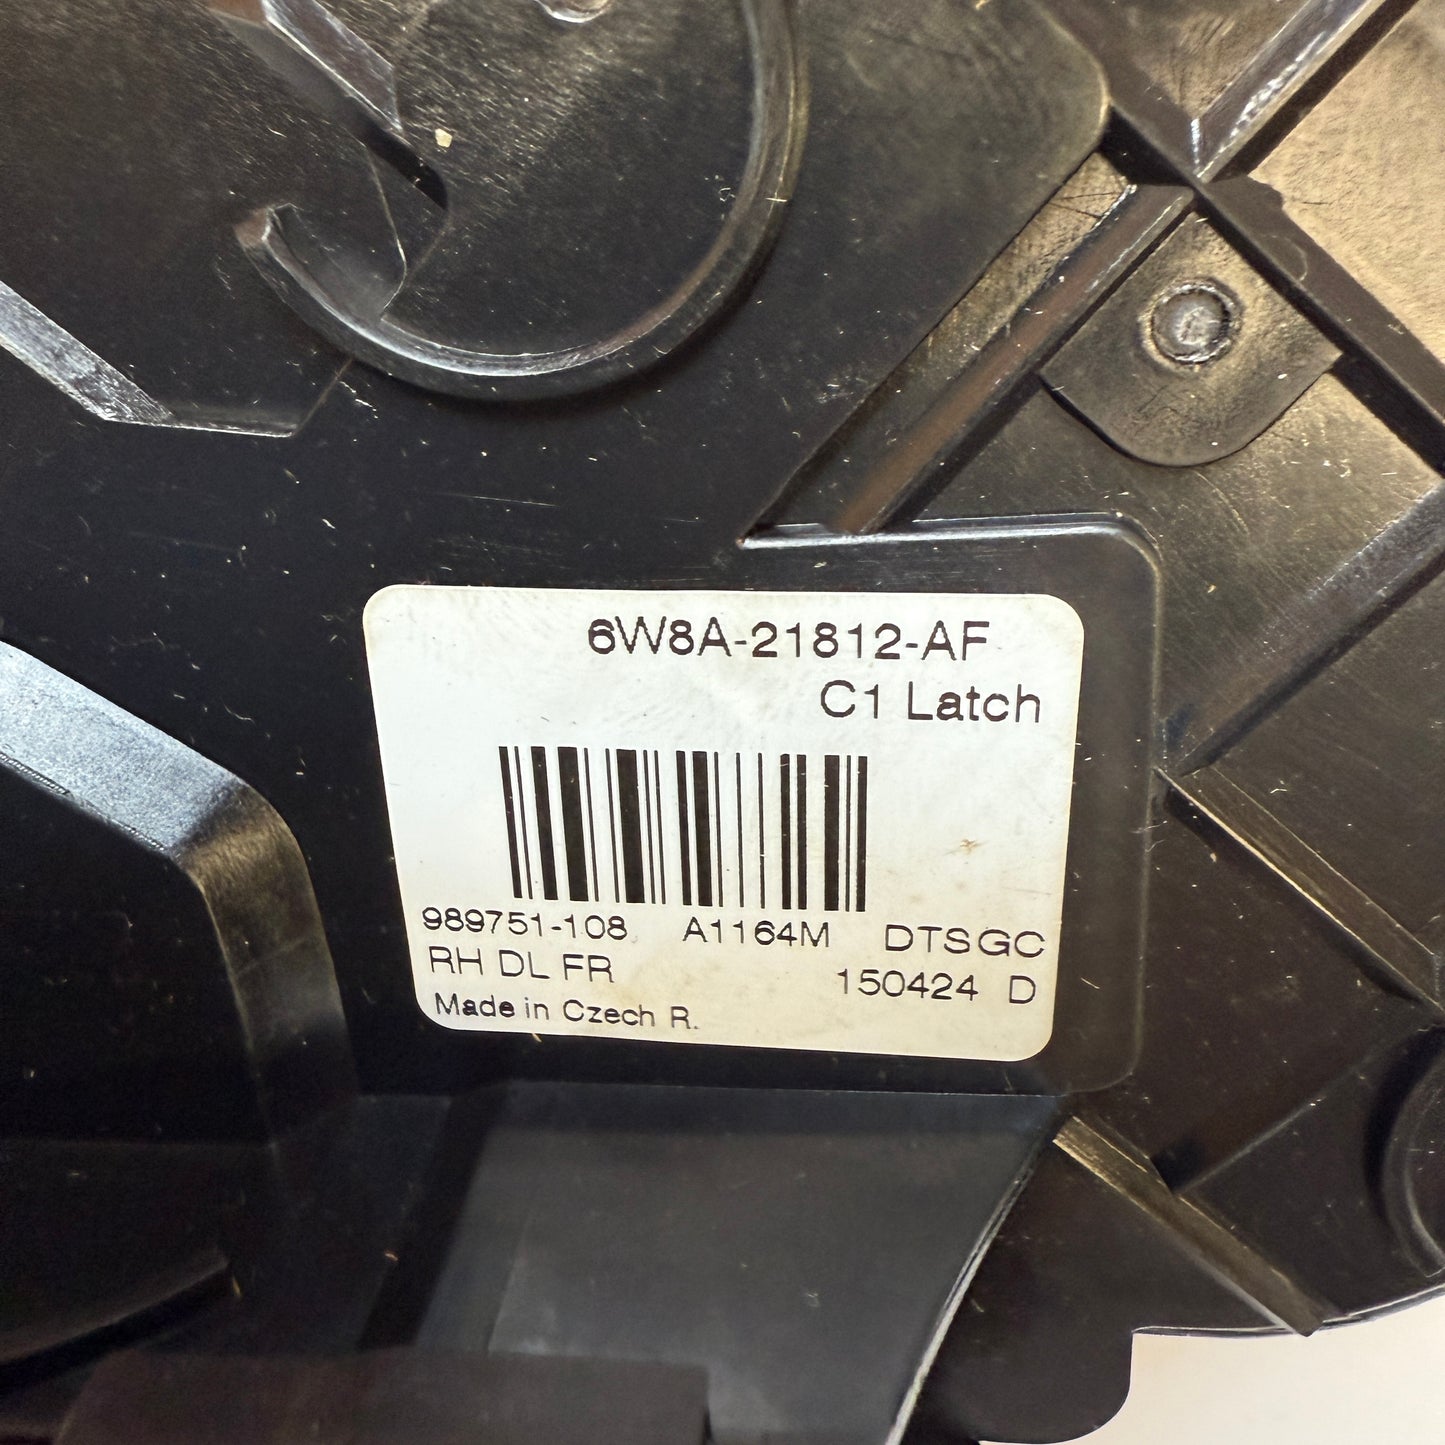 6W8A-21812-AF
C1 Latch
989751-108 A1164M DTSGC
RH DL FR 150424 D
Made in Czech R.